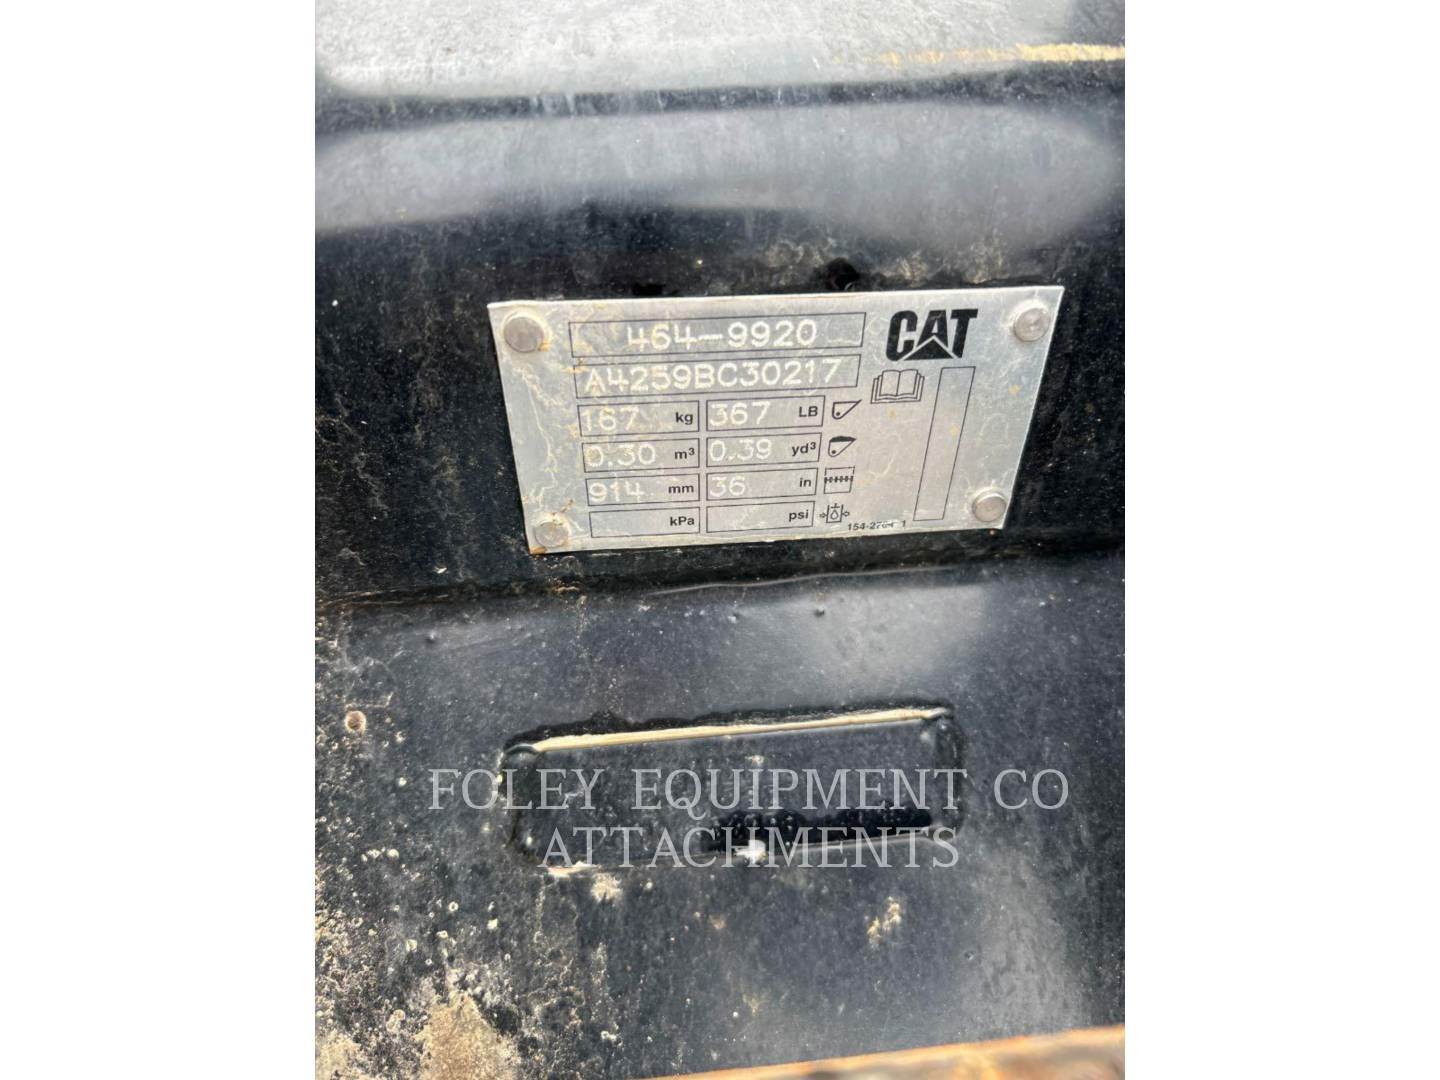 464-9920
CAT
A4259BC30217
167 kg 367 LB
0.30 m³ 0.39 yd³
914 mm 36 in
kPa psi
FOLEY EQUIPMENT CO
ATTACHMENTS